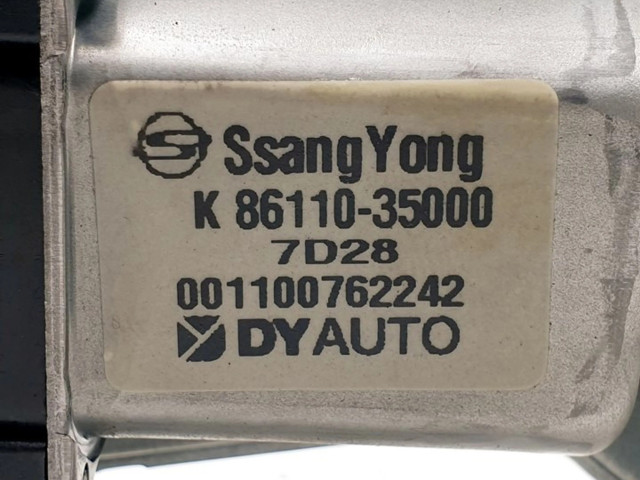 SsangYong
K 86110-35000
7D28
001100762242
DYAUTO